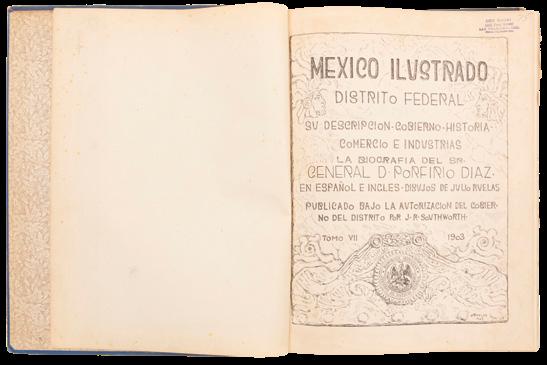 MEXICO ILUSTRADO
DISTRITO FEDERAL
SU DESCRIPCION·GOBIERNO·HISTORIA·
COMERCIO E INDUSTRIAS
LA BIOGRAFIA DEL SR·
GENERAL D·PORFIRIO DIAZ·
EN ESPAÑOL E INGLES·DIBUJOS DE JULIO RUELAS
PUBLICADO BAJO LA AUTORIZACION DEL GOBIER-
NO DEL DISTRITO POR J·R·SOUTHWORTH·
TOMO VII 1903